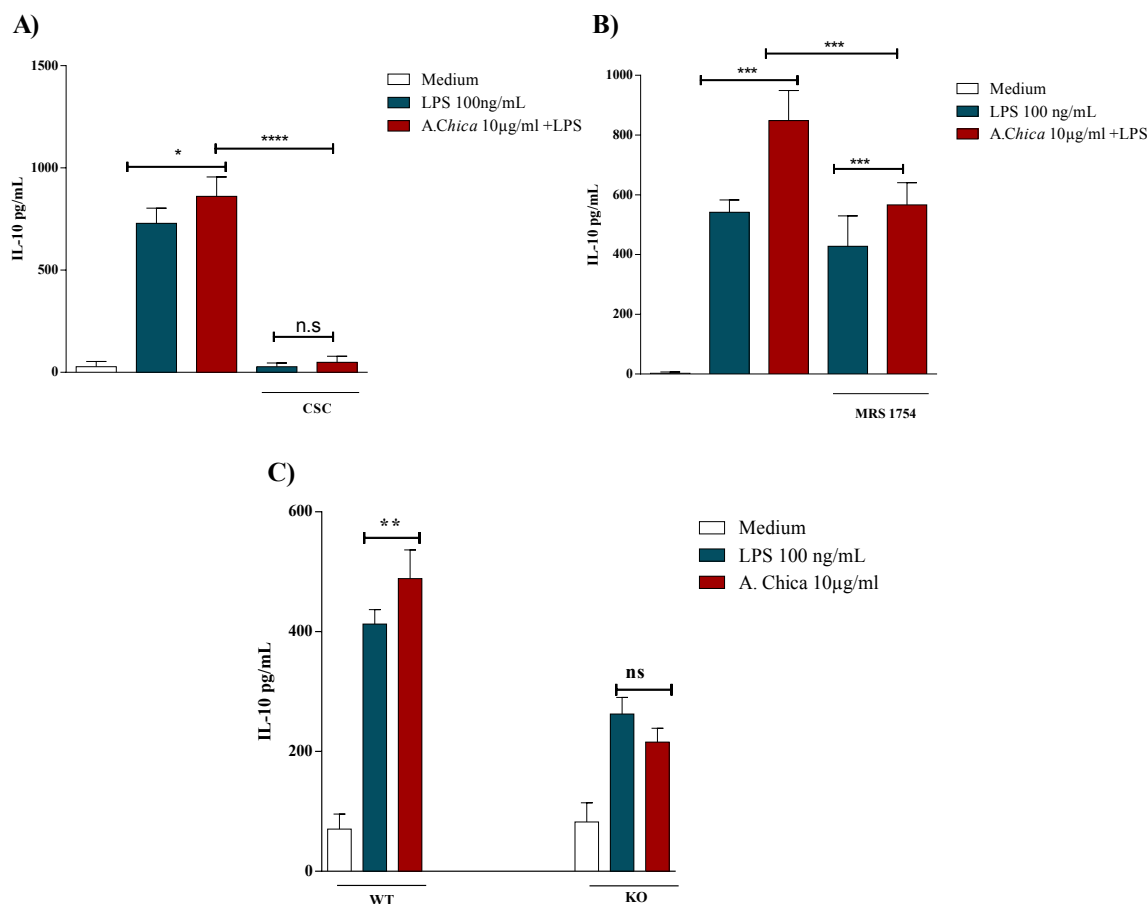 A)
1500
1000
500
0
IL-10 pg/mL
*
****
n.s
CSC
Medium
LPS 100ng/mL
A.Chica 10µg/ml +LPS
B)
1000
800
600
400
200
0
IL-10 pg/mL
***
***
***
MRS 1754
Medium
LPS 100 ng/mL
A.Chica 10µg/ml +LPS
C)
600
400
200
0
IL-10 pg/mL
**
ns
WT
KO
Medium
LPS 100 ng/mL
A. Chica 10µg/ml